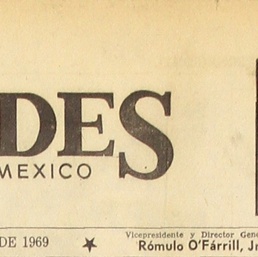 DES
MEXICO
DE 1969 ★ Vicepresidente y Director Gene
Rómulo O'Fárrill, Jr